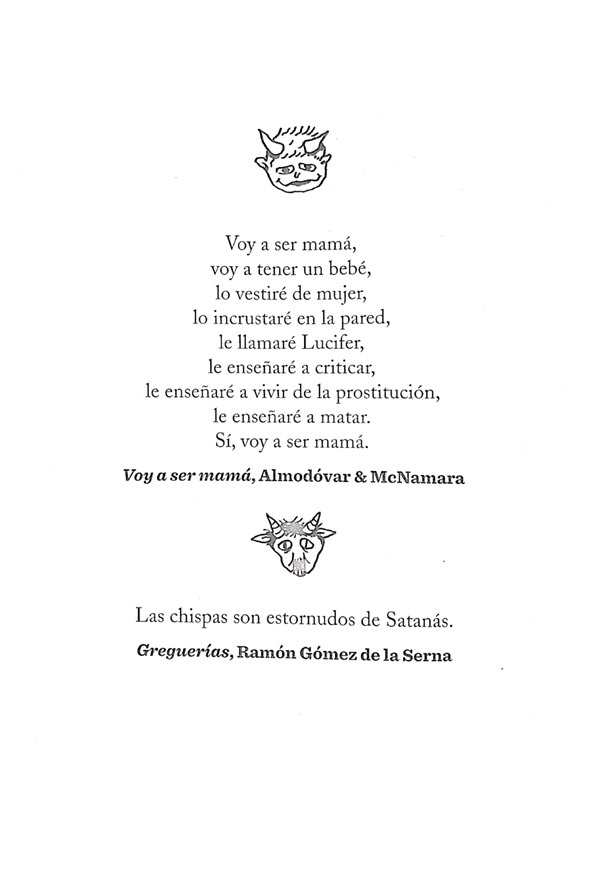 Voy a ser mamá,
voy a tener un bebé,
lo vestiré de mujer,
lo incrustaré en la pared,
le llamaré Lucifer,
le enseñaré a criticar,
le enseñaré a vivir de la prostitución,
le enseñaré a matar.
Sí, voy a ser mamá.
Voy a ser mamá, Almodóvar & McNamara
Las chispas son estornudos de Satanás.
Greguerías, Ramón Gómez de la Serna